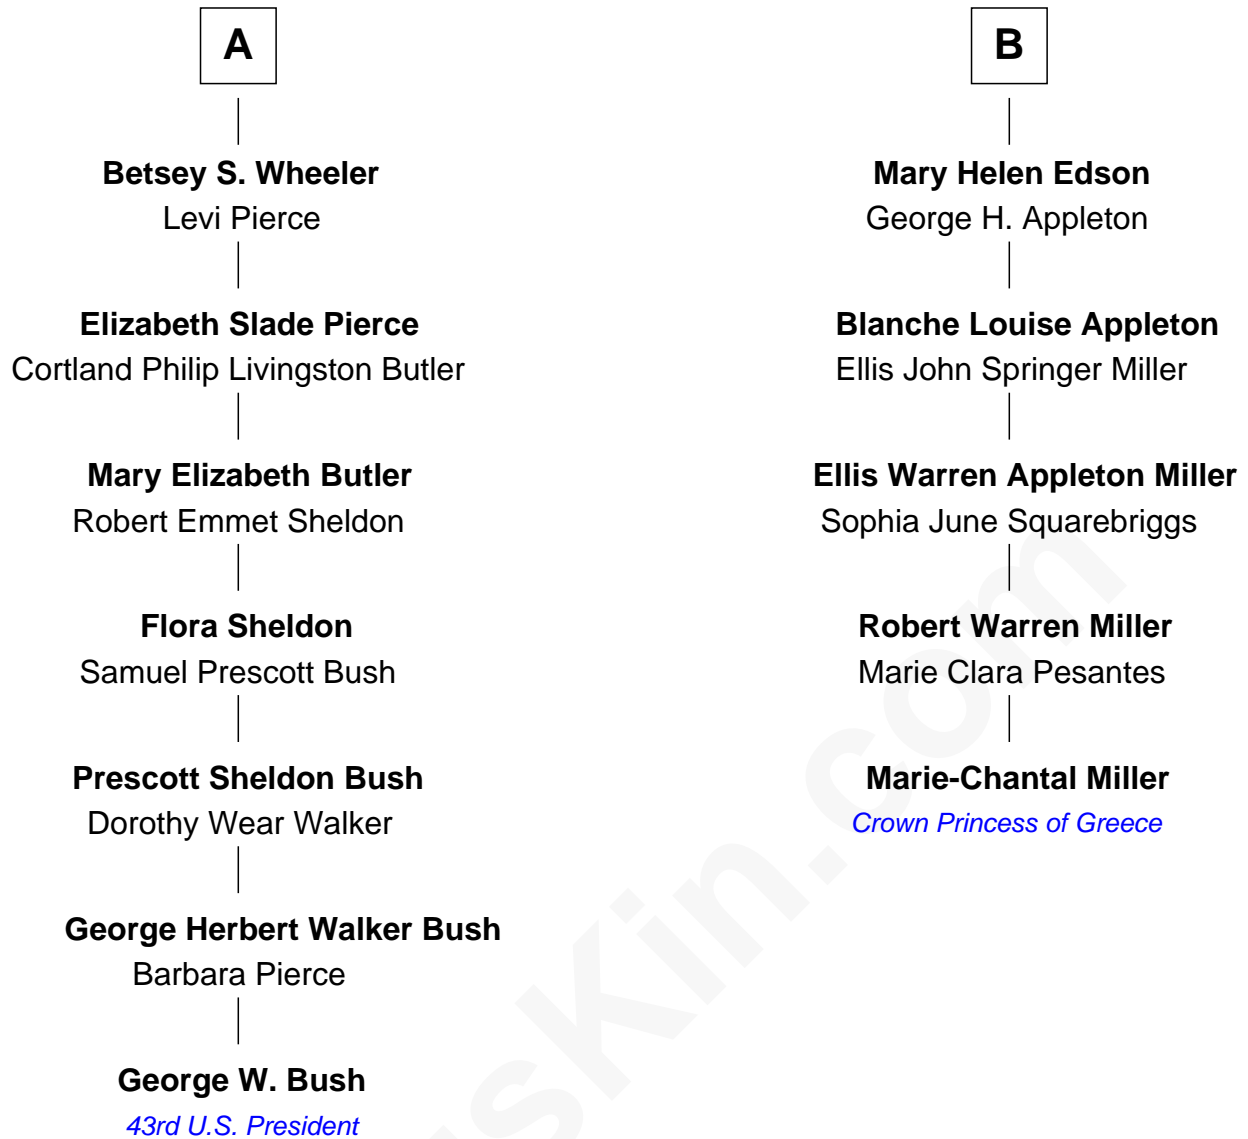 A
Betsey S. Wheeler
Levi Pierce
Elizabeth Slade Pierce
Cortland Philip Livingston Butler
Mary Elizabeth Butler
Robert Emmet Sheldon
Flora Sheldon
Samuel Prescott Bush
Prescott Sheldon Bush
Dorothy Wear Walker
George Herbert Walker Bush
Barbara Pierce
George W. Bush
43rd U.S. President
B
Mary Helen Edson
George H. Appleton
Blanche Louise Appleton
Ellis John Springer Miller
Ellis Warren Appleton Miller
Sophia June Squarebriggs
Robert Warren Miller
Marie Clara Pesantes
Marie-Chantal Miller
Crown Princess of Greece
sKin.com